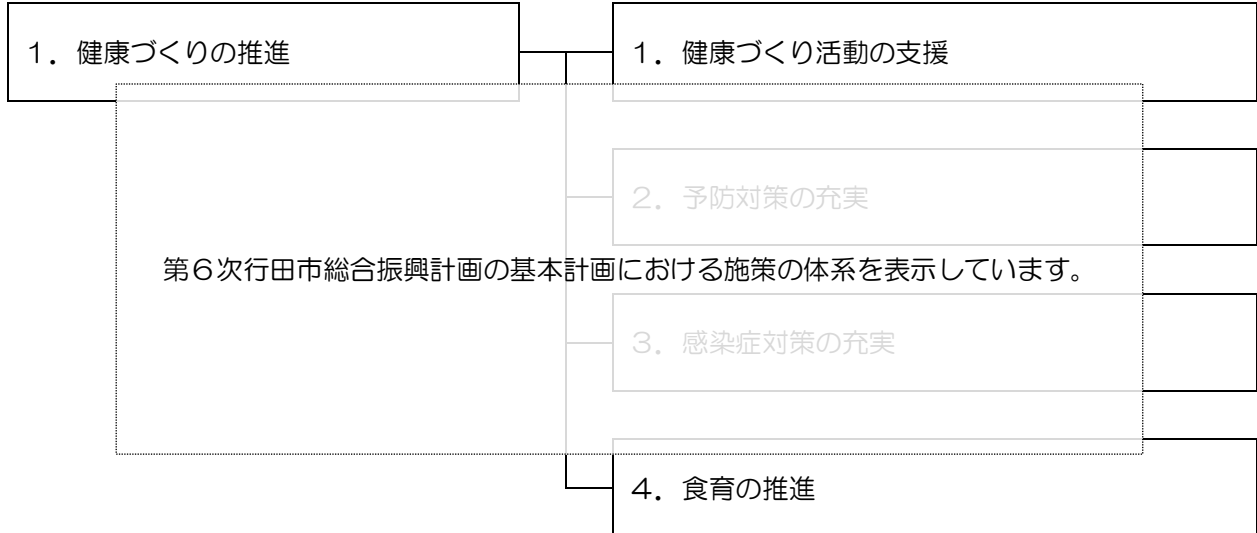 1．健康づくりの推進
1．健康づくり活動の支援
2．予防対策の充実
第6次行田市総合振興計画の基本計画における施策の体系を表示しています。
3．感染症対策の充実
4．食育の推進